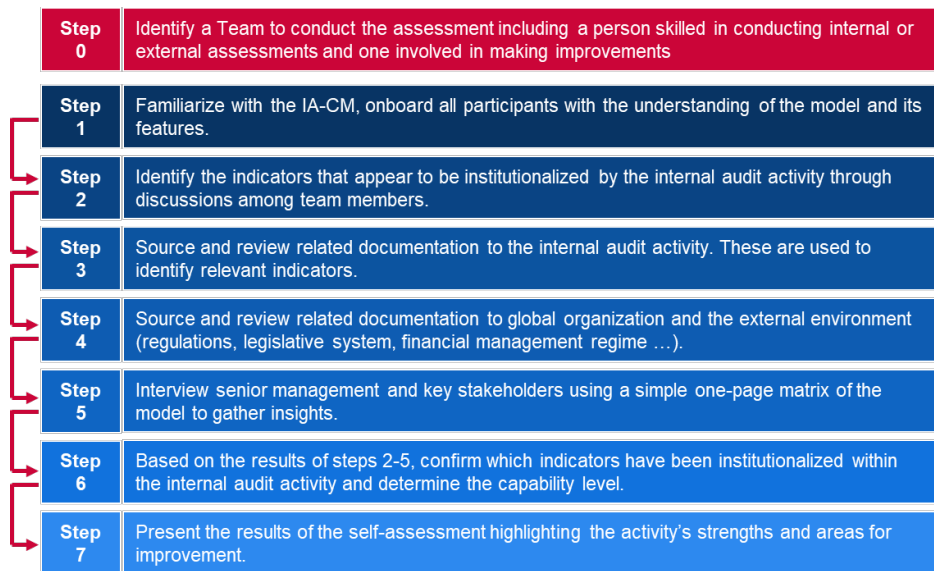 Step
0
Identify a Team to conduct the assessment including a person skilled in conducting internal or
external assessments and one involved in making improvements
Step
1
Familiarize with the IA-CM, onboard all participants with the understanding of the model and its
features.
Step
2
Identify the indicators that appear to be institutionalized by the internal audit activity through
discussions among team members.
Step
3
Source and review related documentation to the internal audit activity. These are used to
identify relevant indicators.
Step
4
Source and review related documentation to global organization and the external environment
(regulations, legislative system, financial management regime …).
Step
5
Interview senior management and key stakeholders using a simple one-page matrix of the
model to gather insights.
Step
6
Based on the results of steps 2-5, confirm which indicators have been institutionalized within
the internal audit activity and determine the capability level.
Step
7
Present the results of the self-assessment highlighting the activity's strengths and areas for
improvement.